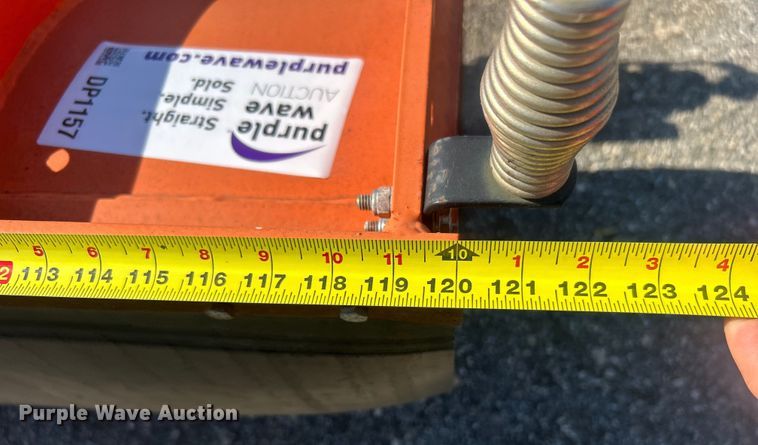 purplewave.com
AUCTION
Sold.
Simple.
Straight.
purple wave
DP1157
5 6 7 8 9 10 11 10 1 2 3 4
2 113 114 115 116 117 118 119 120 121 122 123 124
Purple Wave Auction